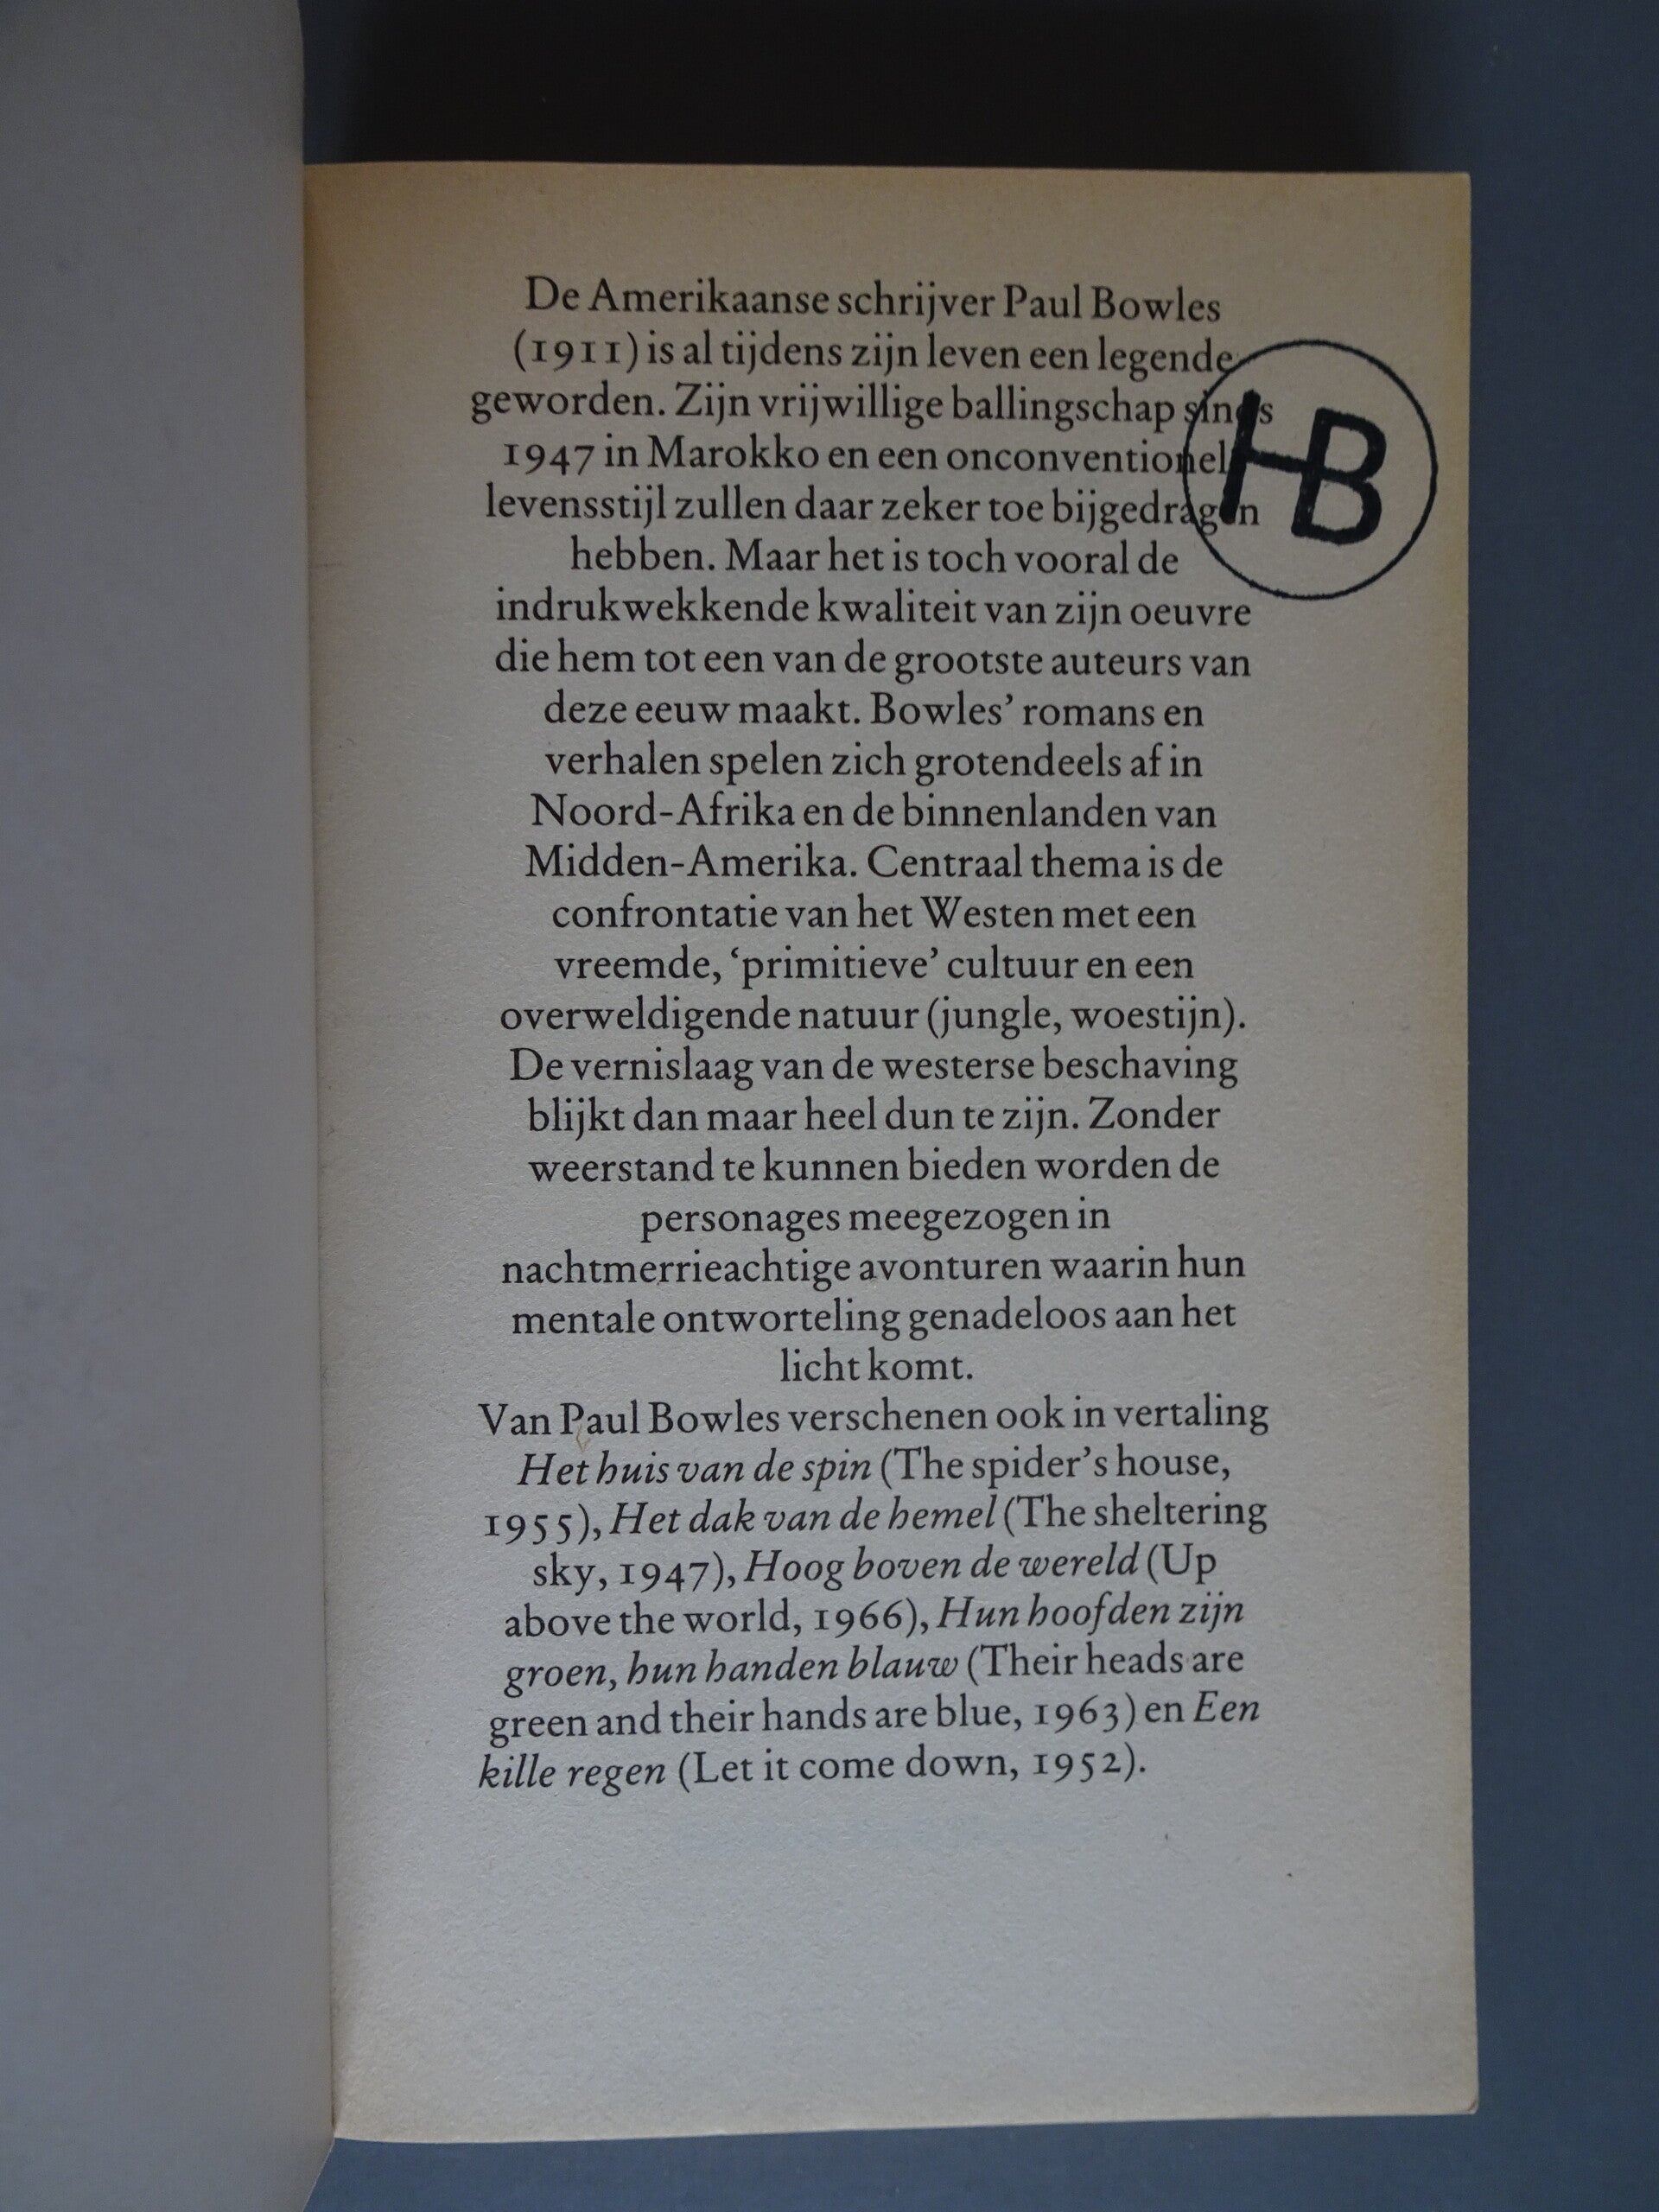 De Amerikaanse schrijver Paul Bowles
(1911) is al tijdens zijn leven een legende
geworden. Zijn vrijwillige ballingschap sinds
1947 in Marokko en een onconventionele
levensstijl zullen daar zeker toe bijgedragen
hebben. Maar het is toch vooral de
indrukwekkende kwaliteit van zijn oeuvre
die hem tot een van de grootste auteurs van
deze eeuw maakt. Bowles’ romans en
verhalen spelen zich grotendeels af in
Noord-Afrika en de binnenlanden van
Midden-Amerika. Centraal thema is de
confrontatie van het Westen met een
vreemde, ‘primitieve’ cultuur en een
overweldigende natuur (jungle, woestijn).
De vernislaag van de westerse beschaving
blijkt dan maar heel dun te zijn. Zonder
weerstand te kunnen bieden worden de
personages meegezogen in
nachtmerrieachtige avonturen waarin hun
mentale ontworteling genadeloos aan het
licht komt.
Van Paul Bowles verschenen ook in vertaling
Het huis van de spin (The spider’s house,
1955), Het dak van de hemel (The sheltering
sky, 1947), Hoog boven de wereld (Up
above the world, 1966), Hun hoofden zijn
groen, hun handen blauw (Their heads are
green and their hands are blue, 1963) en Een
kille regen (Let it come down, 1952).
HB